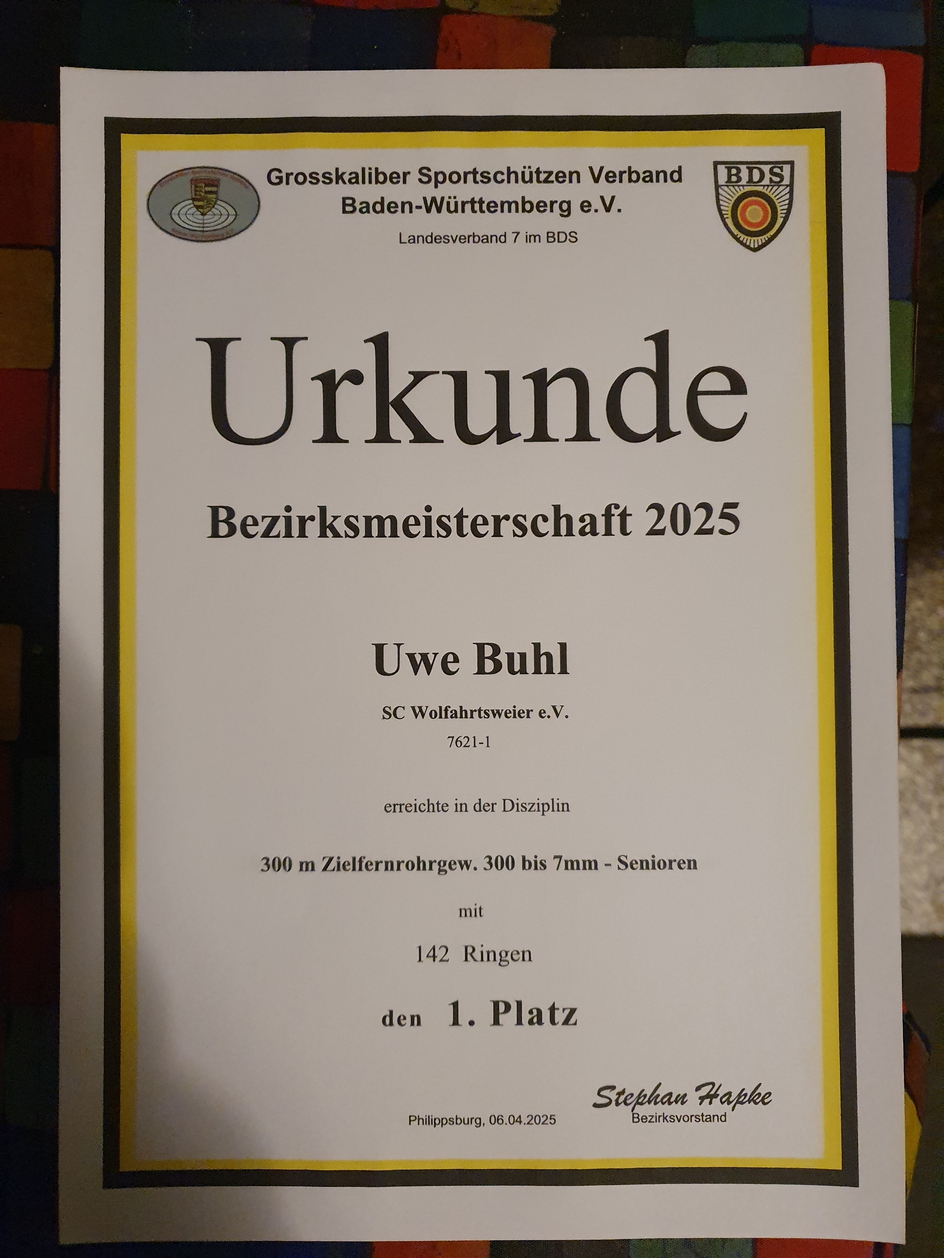 Grosskaliber Sportschützen Verband
Baden-Württemberg e.V.
Landesverband 7 im BDS
BDS
Urkunde
Bezirksmeisterschaft 2025
Uwe Buhl
SC Wolfahrtsweier e.V.
7621-1
erreichte in der Disziplin
300 m Zielfernrohrgew. 300 bis 7mm - Senioren
mit
142 Ringen
den 1. Platz
Stephan Hapke
Philippsburg, 06.04.2025
Bezirksvorstand